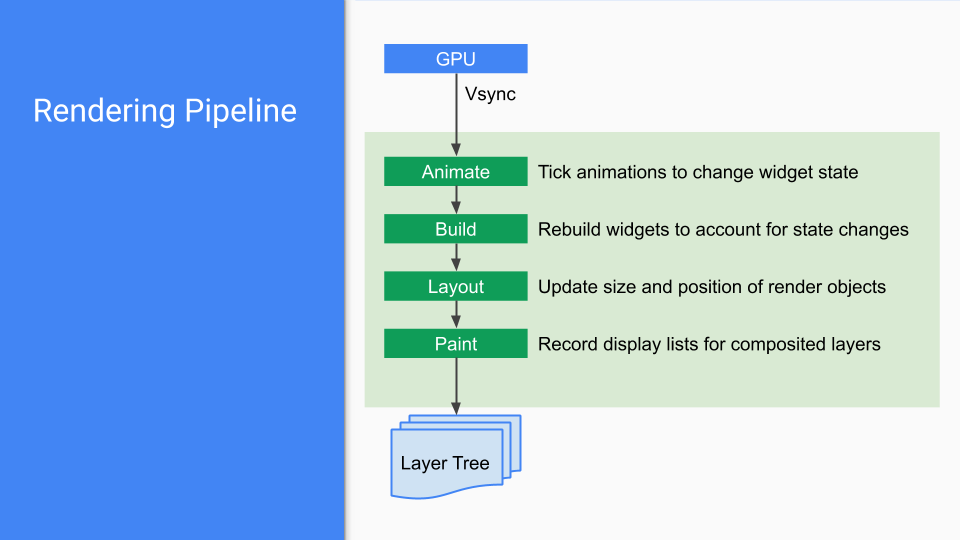 Rendering Pipeline
GPU
Vsync
Animate
Tick animations to change widget state
Build
Rebuild widgets to account for state changes
Layout
Update size and position of render objects
Paint
Record display lists for composited layers
Layer Tree